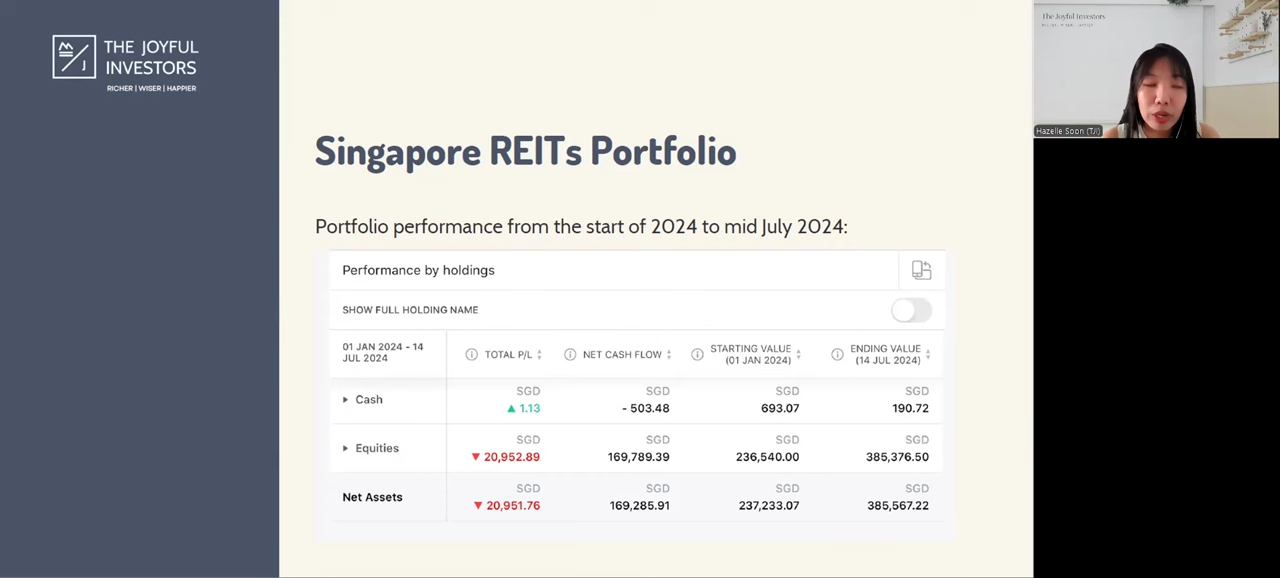 THE JOYFUL
INVESTORS
RICHER | WISER | HAPPIER
Singapore REITs Portfolio
Portfolio performance from the start of 2024 to mid July 2024:
Performance by holdings
SHOW FULL HOLDING NAME
01 JAN 2024 - 14
JUL 2024
TOTAL P/L
NET CASH FLOW
STARTING VALUE
(01 JAN 2024)
ENDING VALUE
(14 JUL 2024)
Cash
SGD
▲ 1.13
SGD
- 503.48
SGD
693.07
SGD
190.72
Equities
SGD
▼ 20,952.89
SGD
169,789.39
SGD
236,540.00
SGD
385,376.50
Net Assets
SGD
▼ 20,951.76
SGD
169,285.91
SGD
237,233.07
SGD
385,567.22
The Joyful Investors
Hazelle Soon (TJI)